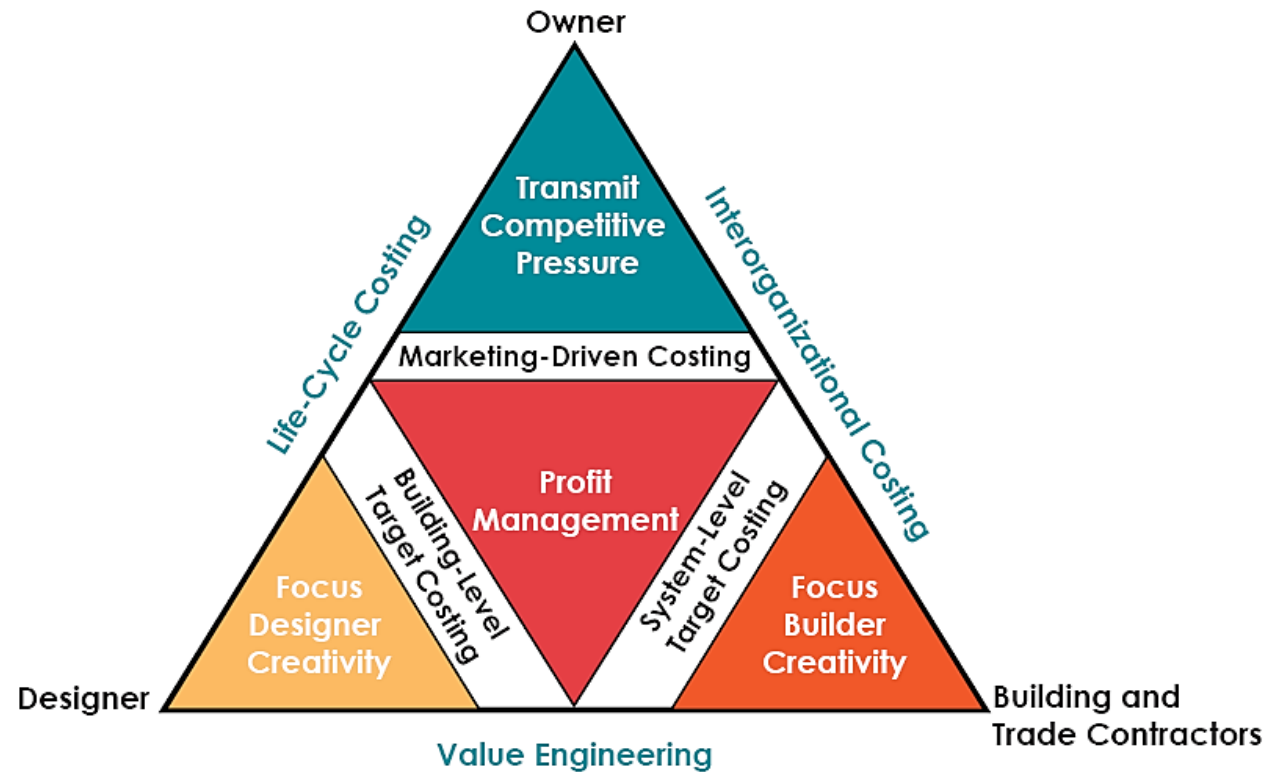 Owner
Transmit
Competitive
Pressure
Life-Cycle Costing
Interorganizational Costing
Marketing-Driven Costing
Profit
Management
Building-Level
Target Costing
System-Level
Target Costing
Focus
Designer
Creativity
Focus
Builder
Creativity
Designer
Building and
Trade Contractors
Value Engineering